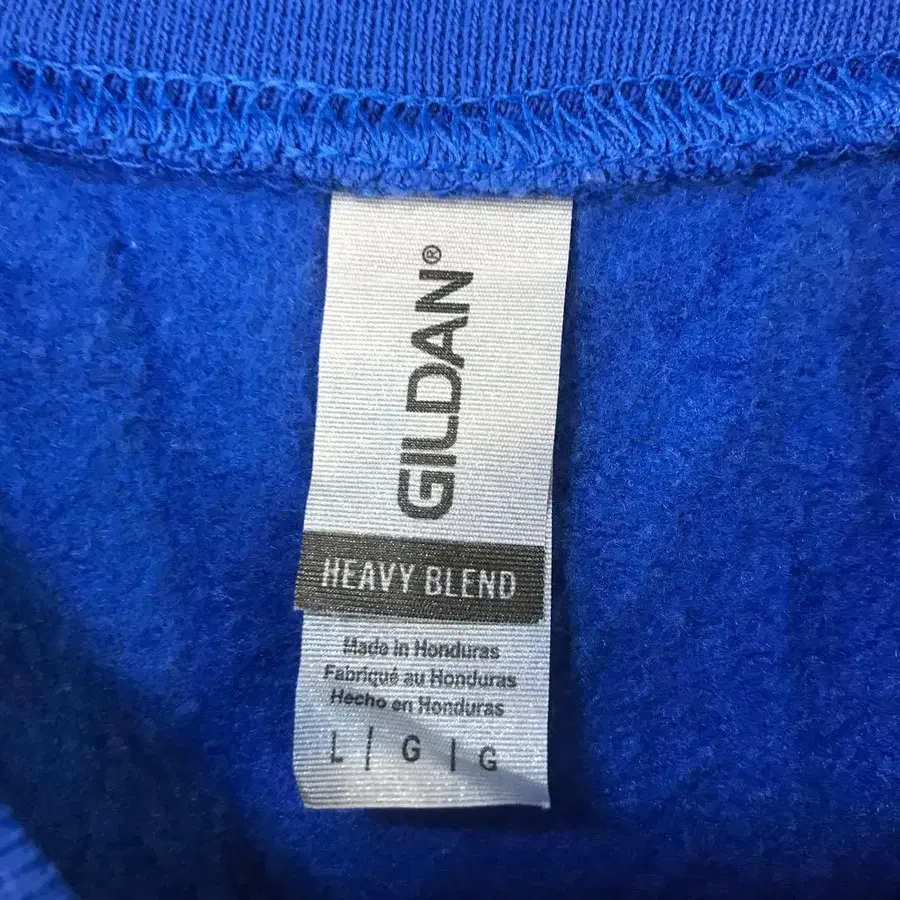 GILDAN®
HEAVY BLEND
Made in Honduras
Fabriqué au Honduras
Hecho en Honduras
L | G | G